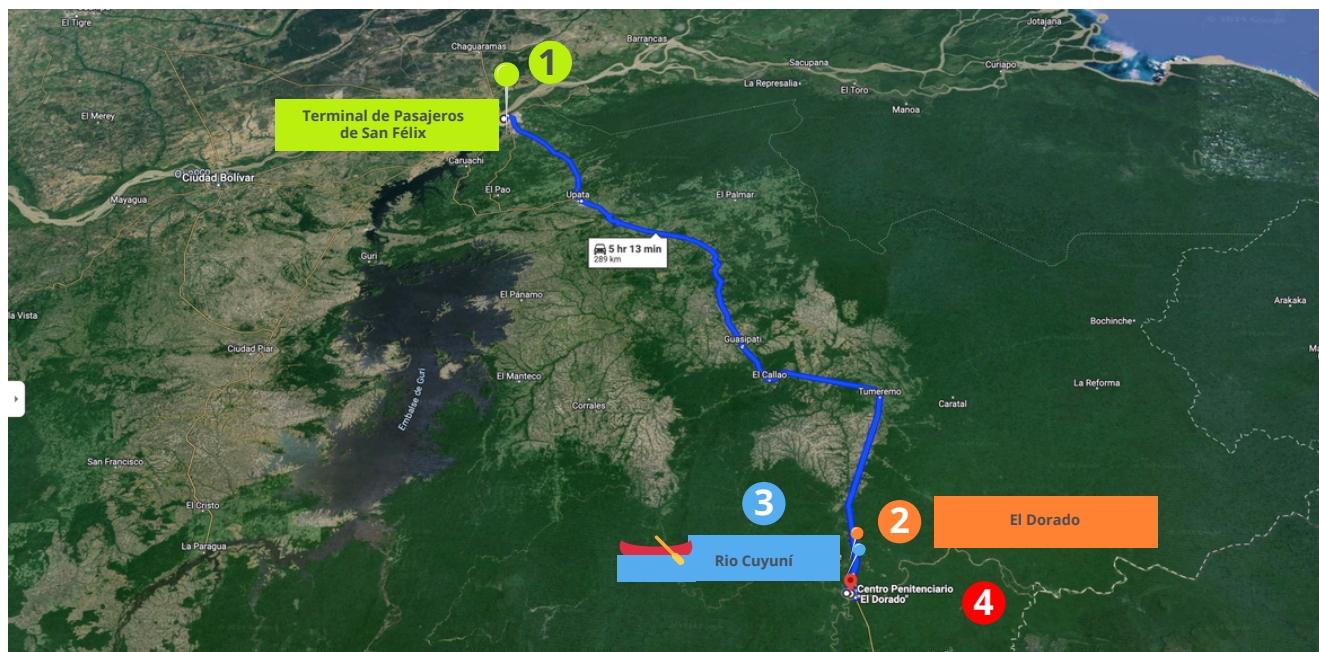 El Tigre
Jotajana
Chaguaramas
Barrancas
1
Sacupana
Curiapo
La Represalia
El Toro
Manoa
El Merey
Terminal de Pasajeros
de San Félix
Caruachi
Ciudad Bolívar
Mayagua
El Pao
Upata
El Palmar
5 hr 13 min
289 km
Guri
El Pánamo
Arakaka
la Vista
Bochinche
Guasipati
Ciudad Piar
El Manteco
El Callao
La Reforma
Tumeremo
Caratal
Embalse de Guri
Corrales
San Francisco
3
El Cristo
2
El Dorado
La Paragua
Rio Cuyuní
Centro Penitenciario
"El Dorado"
4